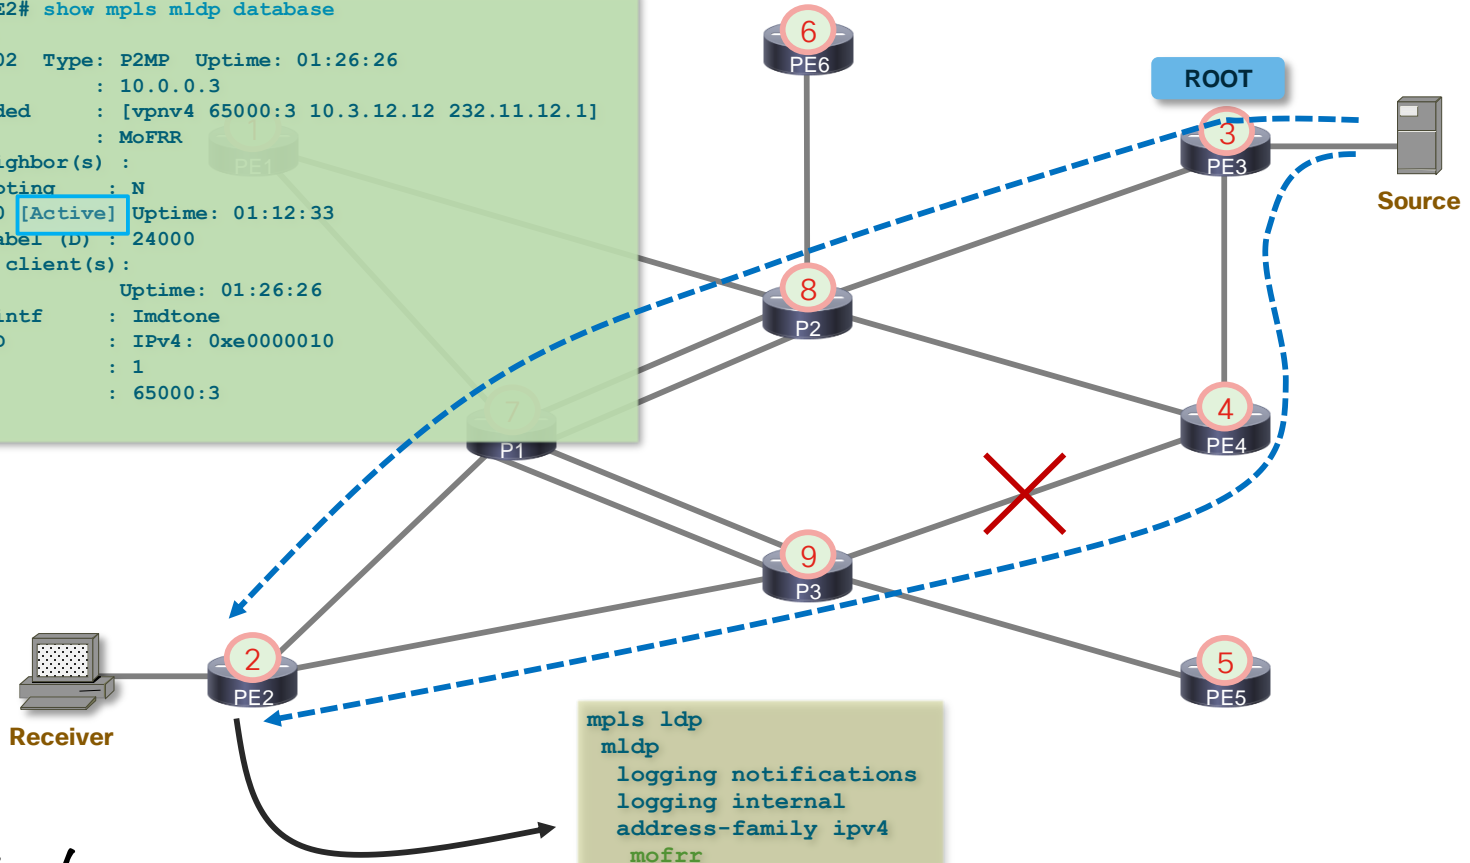 E2# show mpls mldp database
02  Type: P2MP  Uptime: 01:26:26
: 10.0.0.3
ded      : [vpnv4 65000:3 10.3.12.12 232.11.12.1]
: MoFRR
ighbor(s) :
oting    : N
0 [Active] Uptime: 01:12:33
abel (D) : 24000
client(s):
Uptime: 01:26:26
intf     : Imdtone
D        : IPv4: 0xe0000010
: 1
: 65000:3
6
PE6
ROOT
1
PE1
3
PE3
Source
8
P2
7
P1
4
PE4
9
P3
2
PE2
5
PE5
Receiver
mpls ldp
mldp
logging notifications
logging internal
address-family ipv4
mofrr